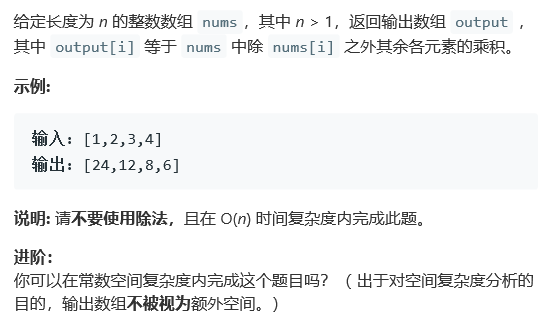 给定长度为 n 的整数数组 nums ，其中 n > 1，返回输出数组 output ，
其中 output[i] 等于 nums 中除 nums[i] 之外其余各元素的乘积。
示例:
输入: [1,2,3,4]
输出: [24,12,8,6]
说明: 请不要使用除法，且在 O(n) 时间复杂度内完成此题。
进阶：
你可以在常数空间复杂度内完成这个题目吗？（ 出于对空间复杂度分析的
目的，输出数组不被视为额外空间。）